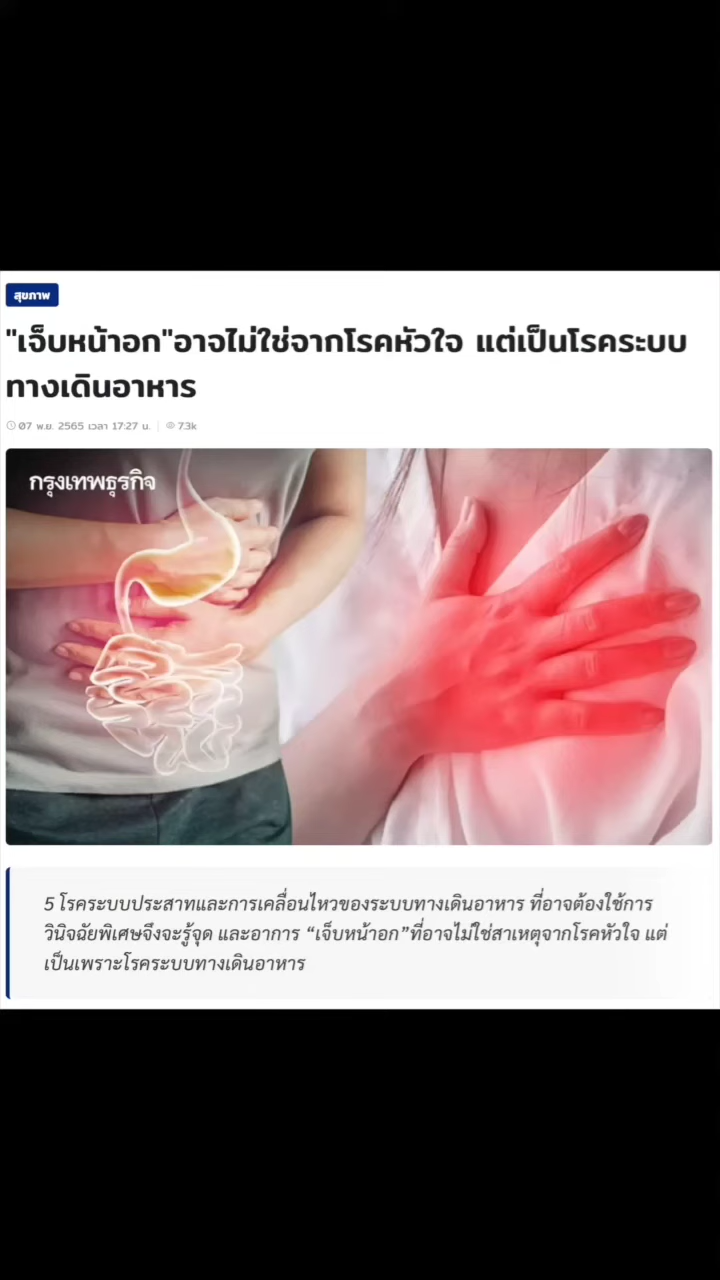 สุขภาพ
"เจ็บหน้าอก"อาจไม่ใช่จากโรคหัวใจ แต่เป็นโรคระบบ
ทางเดินอาหาร
07 พ.ย. 2565 เวลา 17:27 น. 7.3k
กรุงเทพธุรกิจ
5 โรคระบบประสาทและการเคลื่อนไหวของระบบทางเดินอาหาร ที่อาจต้องใช้การ
วินิจฉัยพิเศษจึงจะรู้จุด และอาการ “เจ็บหน้าอก”ที่อาจไม่ใช่สาเหตุจากโรคหัวใจ แต่
เป็นเพราะโรคระบบทางเดินอาหาร